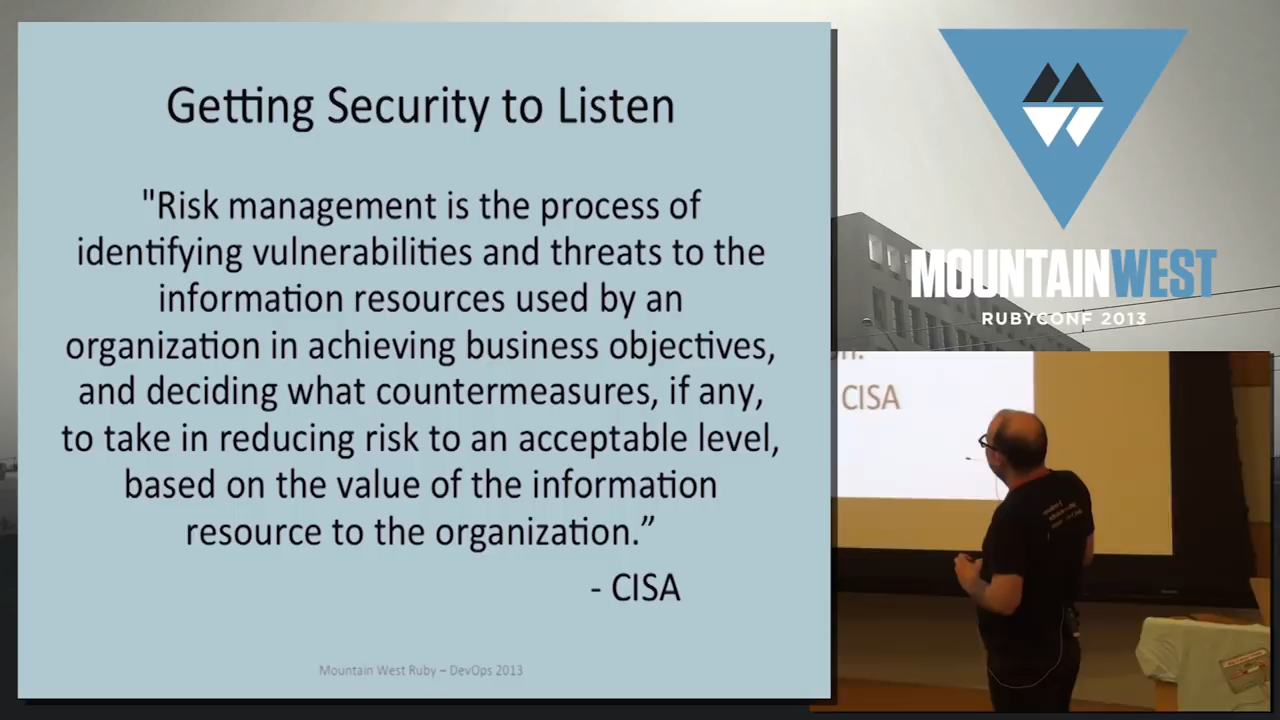 Getting Security to Listen
"Risk management is the process of
identifying vulnerabilities and threats to the
information resources used by an
organization in achieving business objectives,
and deciding what countermeasures, if any,
to take in reducing risk to an acceptable level,
based on the value of the information
resource to the organization.”
- CISA
Mountain West Ruby – DevOps 2013
MOUNTAINWEST
RUBYCONF 2013
CISA